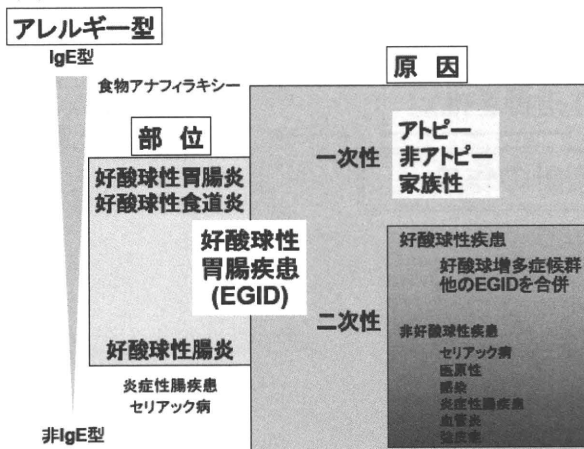 アレルギー型
IgE型
食物アナフィラキシー
部 位
好酸球性胃腸炎
好酸球性食道炎
好酸球性
胃腸疾患
(EGID)
好酸球性腸炎
炎症性腸疾患
セリアック病
非IgE型
原 因
一次性
アトピー
非アトピー
家族性
二次性
好酸球性疾患
好酸球増多症候群
他のEGIDを合併
非好酸球性疾患
セリアック病
医原性
感染
炎症性腸疾患
血管炎
強皮症